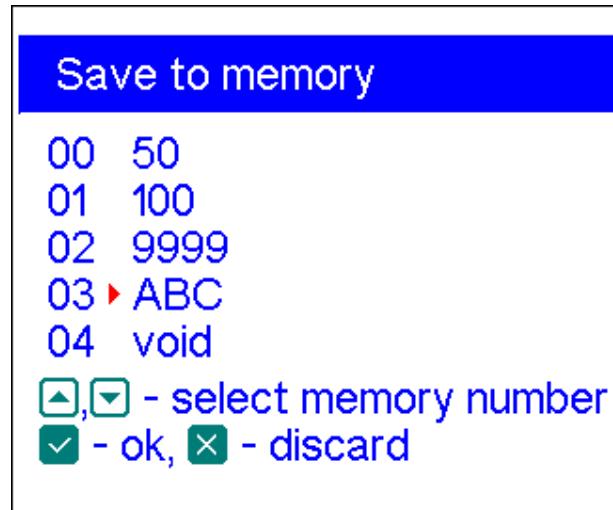 Save to memory
00 50
01 100
02 9999
03 ABC
04 void
, - select memory number
- ok, - discard